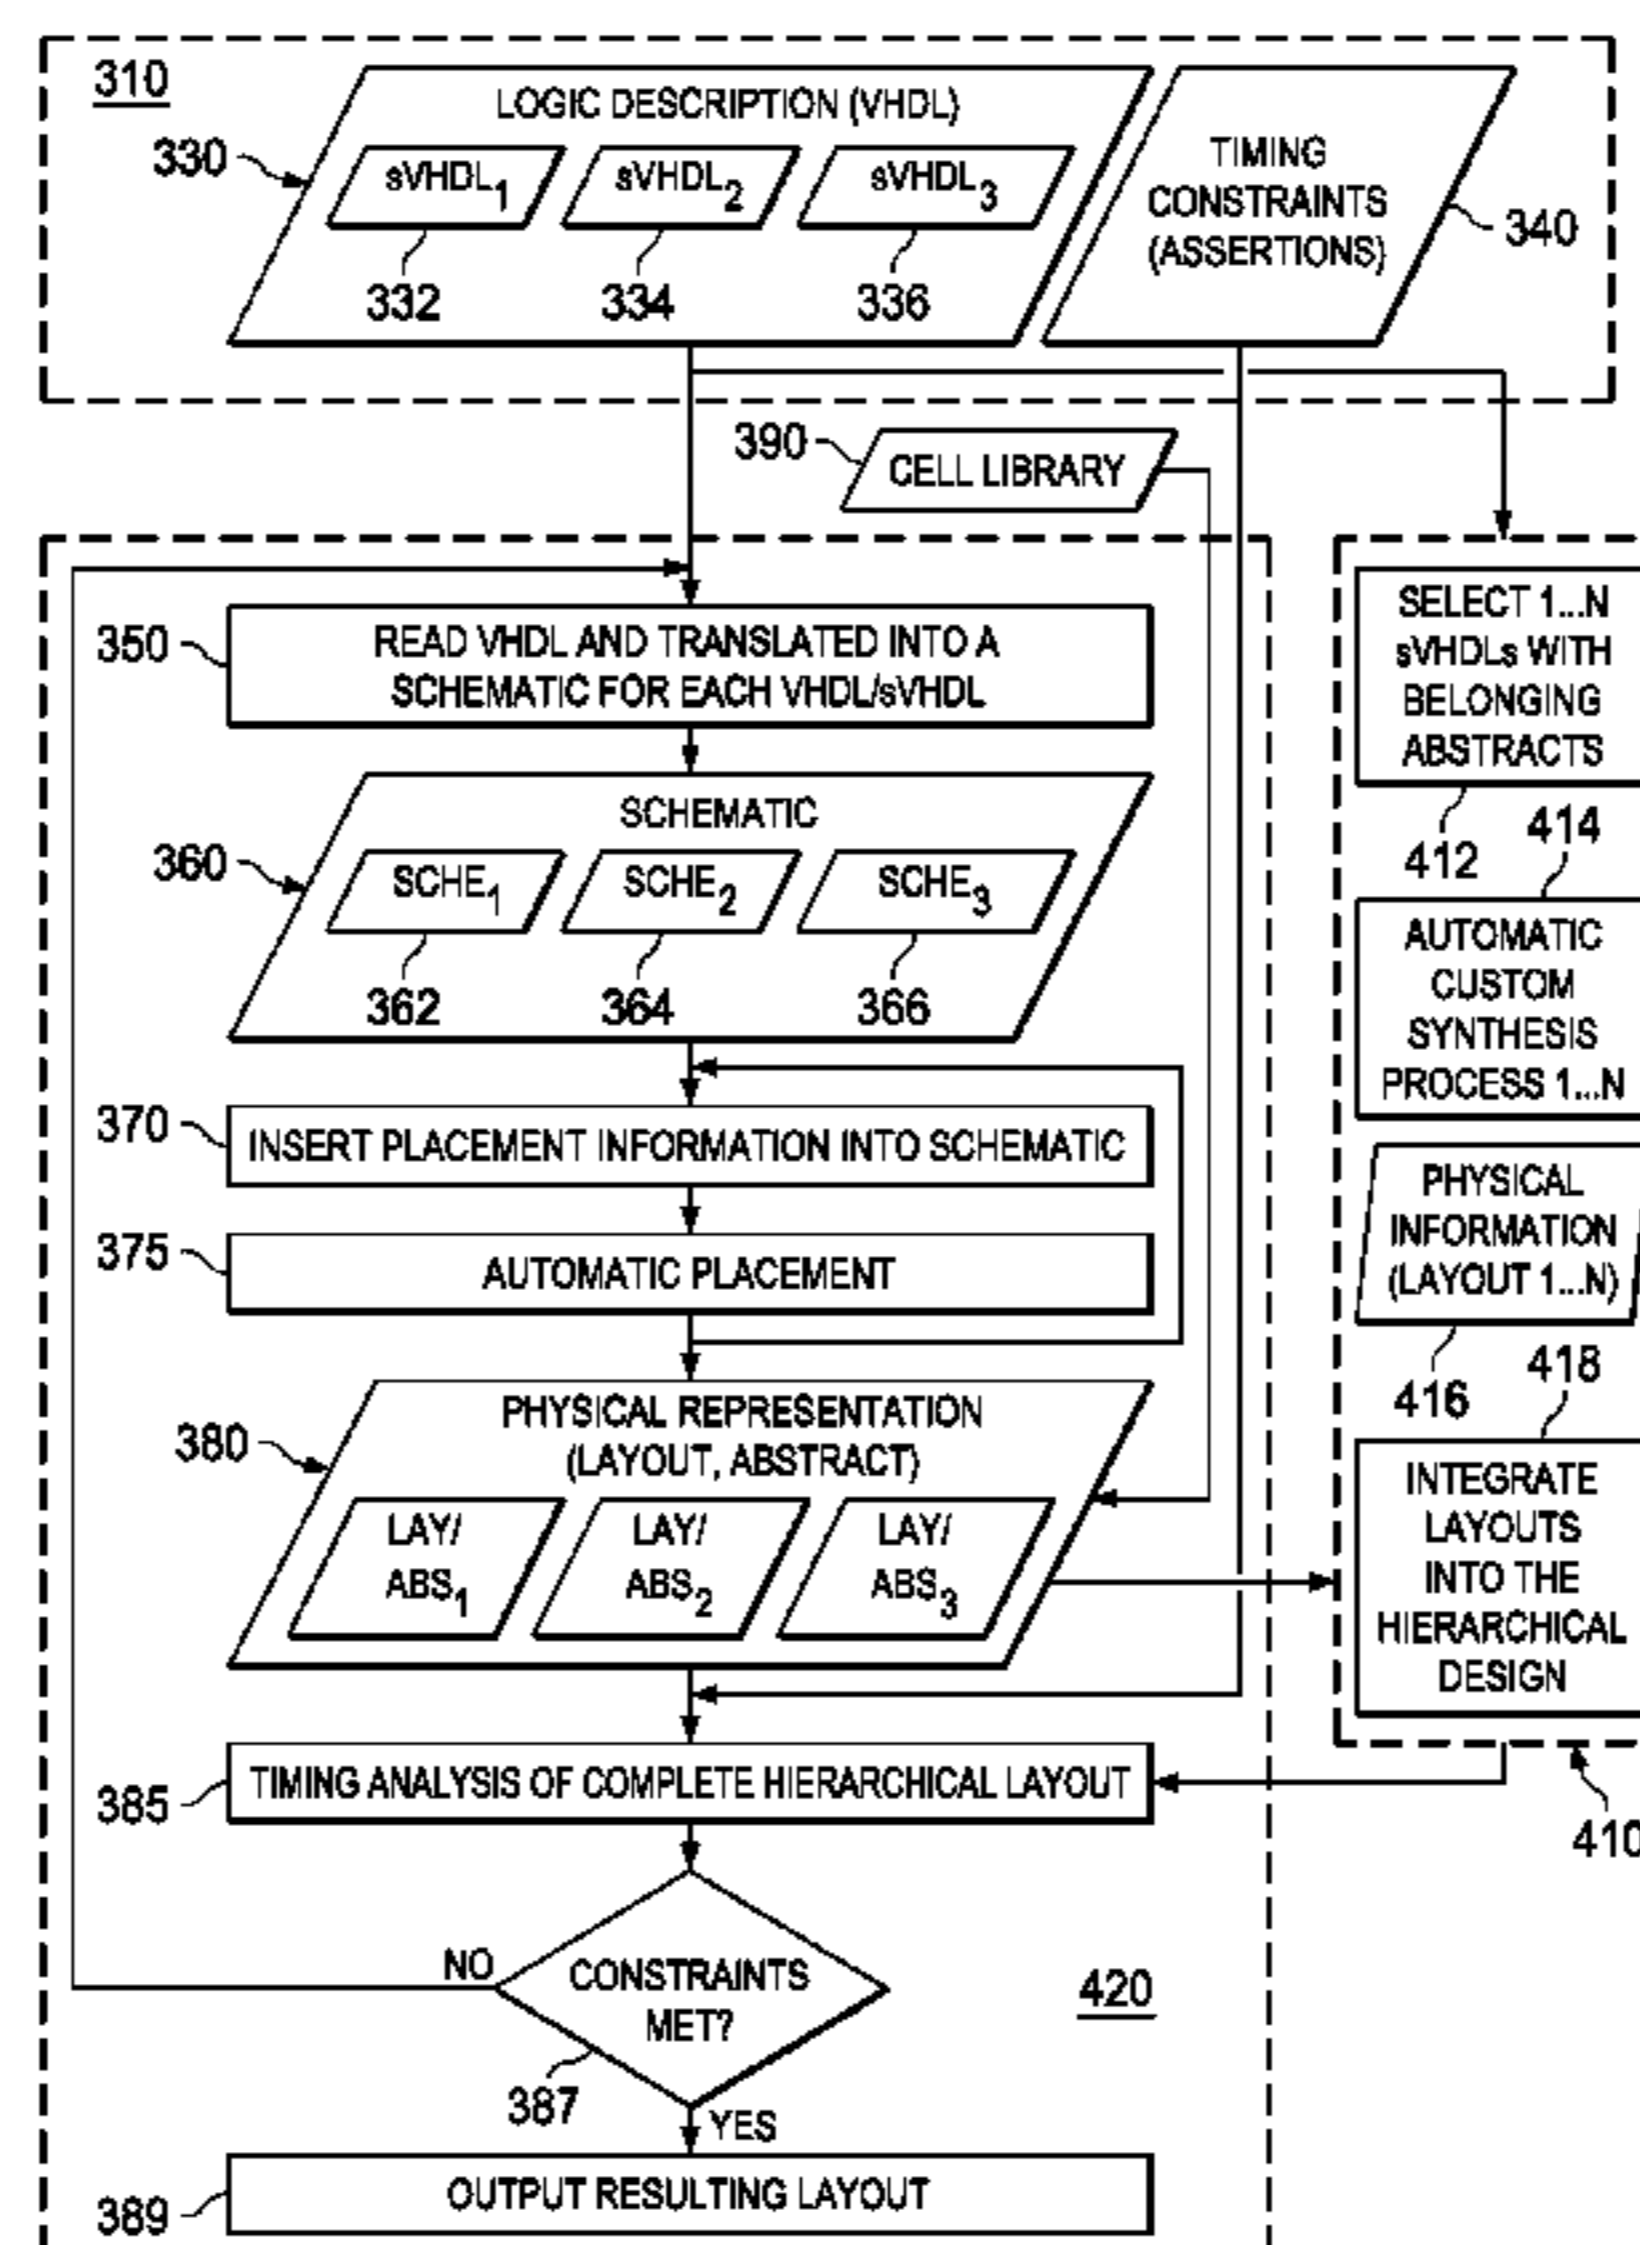 310
LOGIC DESCRIPTION (VHDL)
330
sVHDL1
sVHDL2
sVHDL3
332
334
336
TIMING
CONSTRAINTS
(ASSERTIONS)
340
390
CELL LIBRARY
350
READ VHDL AND TRANSLATED INTO A
SCHEMATIC FOR EACH VHDL/sVHDL
SCHEMATIC
360
SCHE1
SCHE2
SCHE3
362
364
366
370
INSERT PLACEMENT INFORMATION INTO SCHEMATIC
375
AUTOMATIC PLACEMENT
380
PHYSICAL REPRESENTATION
(LAYOUT, ABSTRACT)
LAY/
ABS1
LAY/
ABS2
LAY/
ABS3
385
TIMING ANALYSIS OF COMPLETE HIERARCHICAL LAYOUT
NO
CONSTRAINTS
MET?
387
YES
420
389
OUTPUT RESULTING LAYOUT
SELECT 1...N
sVHDLs WITH
BELONGING
ABSTRACTS
412
414
AUTOMATIC
CUSTOM
SYNTHESIS
PROCESS 1...N
PHYSICAL
INFORMATION
(LAYOUT 1...N)
416
418
INTEGRATE
LAYOUTS
INTO THE
HIERARCHICAL
DESIGN
410